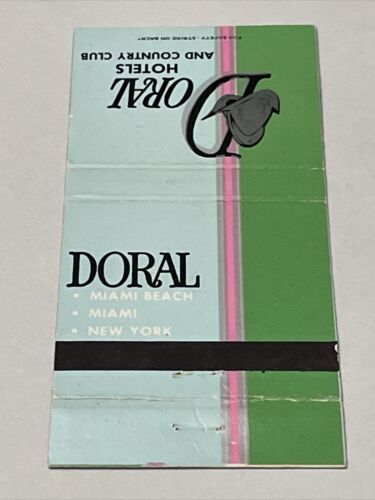 FOR SAFETY - STRIKE ON BACK
DORAL
HOTELS
AND COUNTRY CLUB
DORAL
• MIAMI BEACH
• MIAMI
• NEW YORK